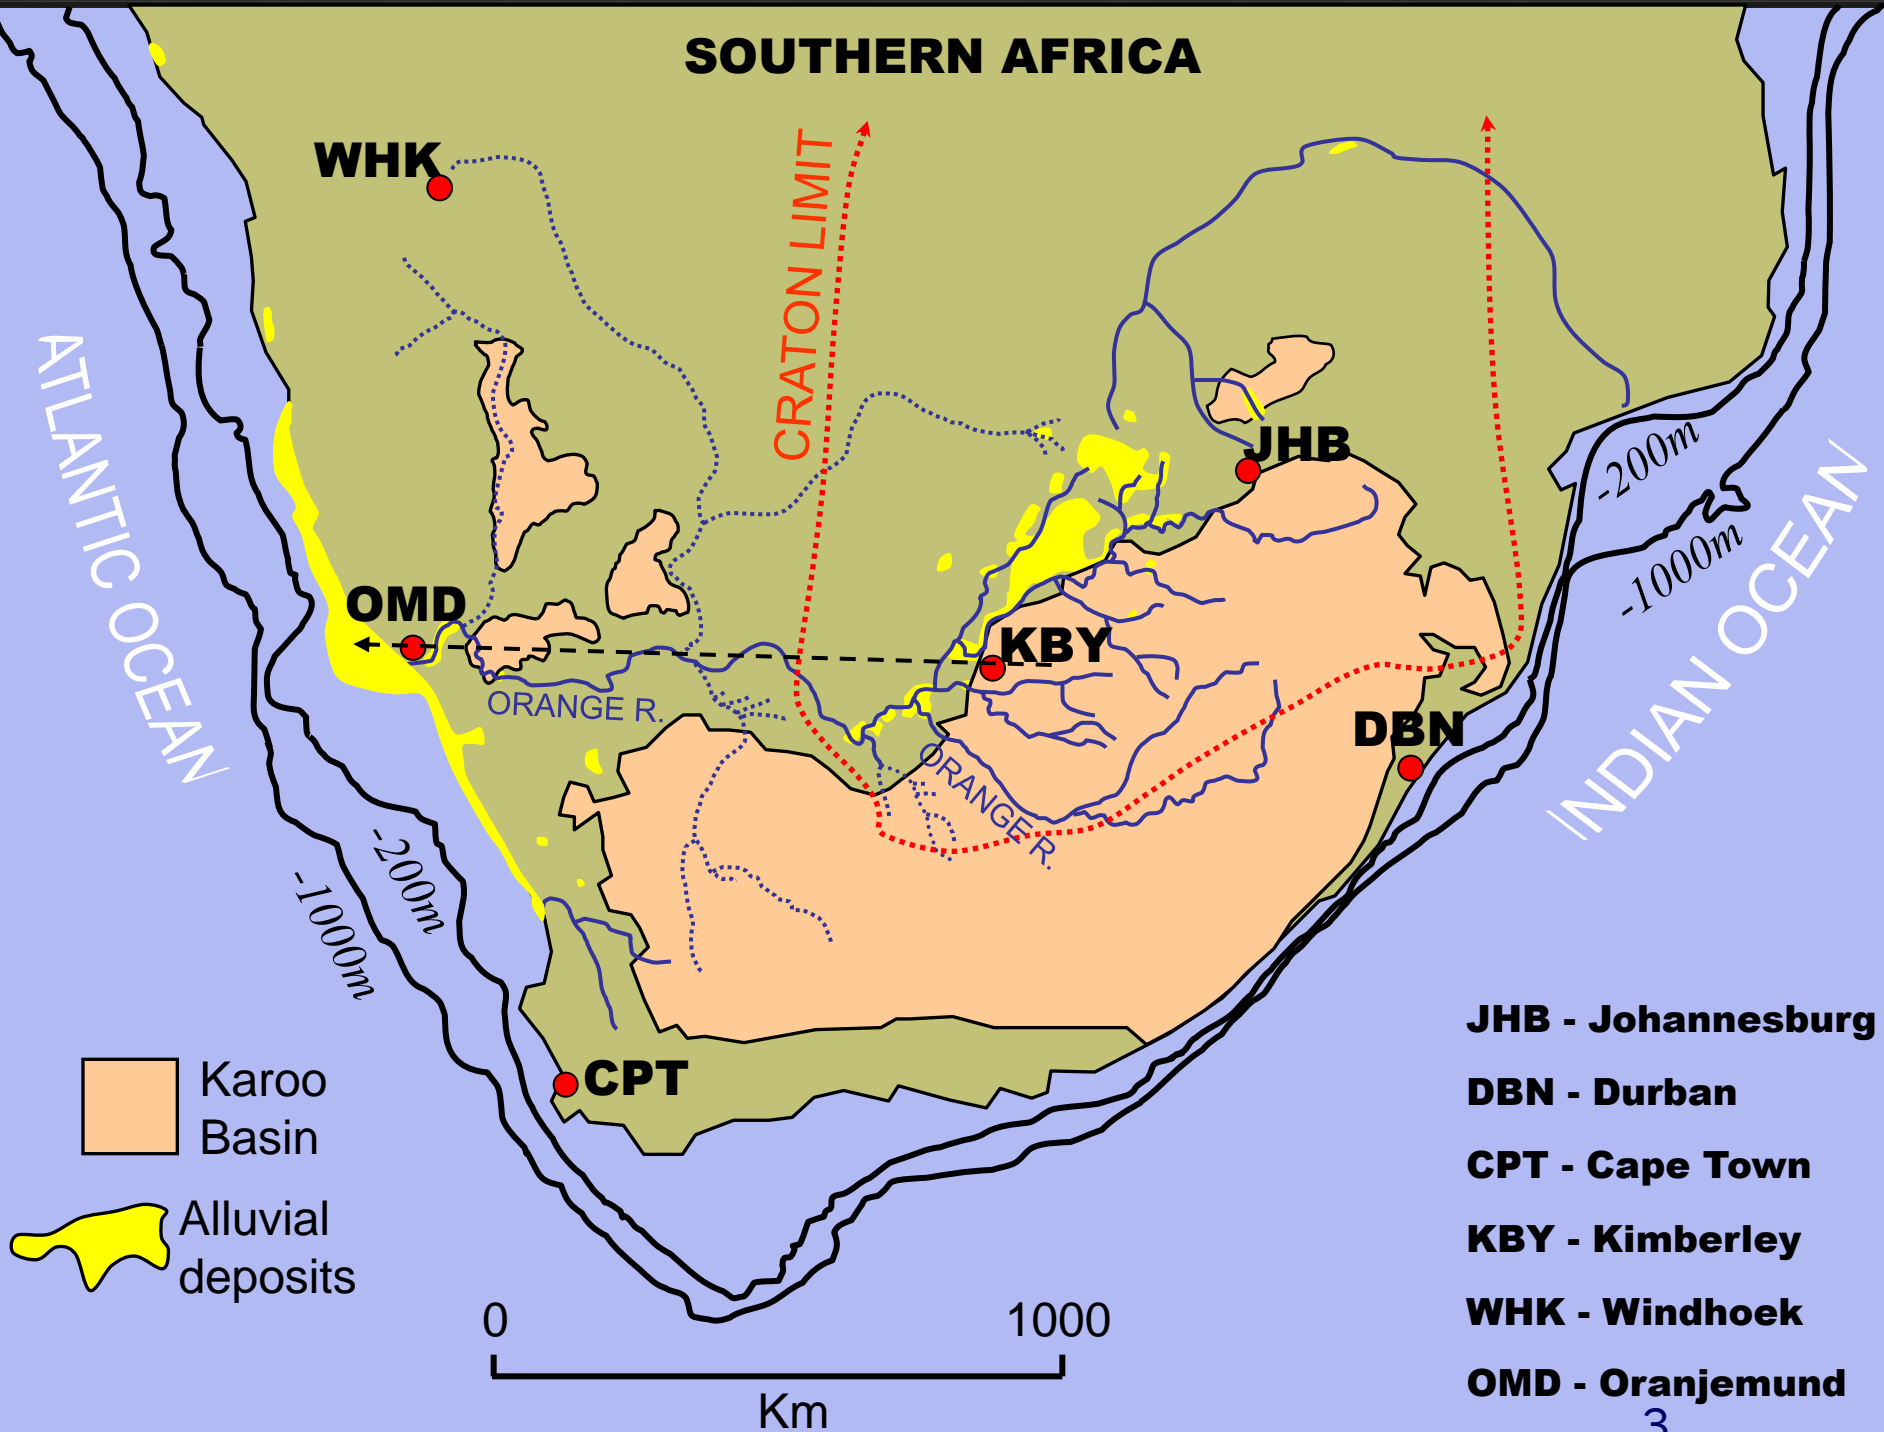 SOUTHERN AFRICA
WHK
CRATON LIMIT
JHB
ATLANTIC OCEAN
-200m
-1000m
INDIAN OCEAN
OMD
KBY
ORANGE R.
DBN
ORANGE R.
-200m
-1000m
CPT
Karoo
Basin
Alluvial
deposits
0 1000
Km
JHB - Johannesburg
DBN - Durban
CPT - Cape Town
KBY - Kimberley
WHK - Windhoek
OMD - Oranjemund
3